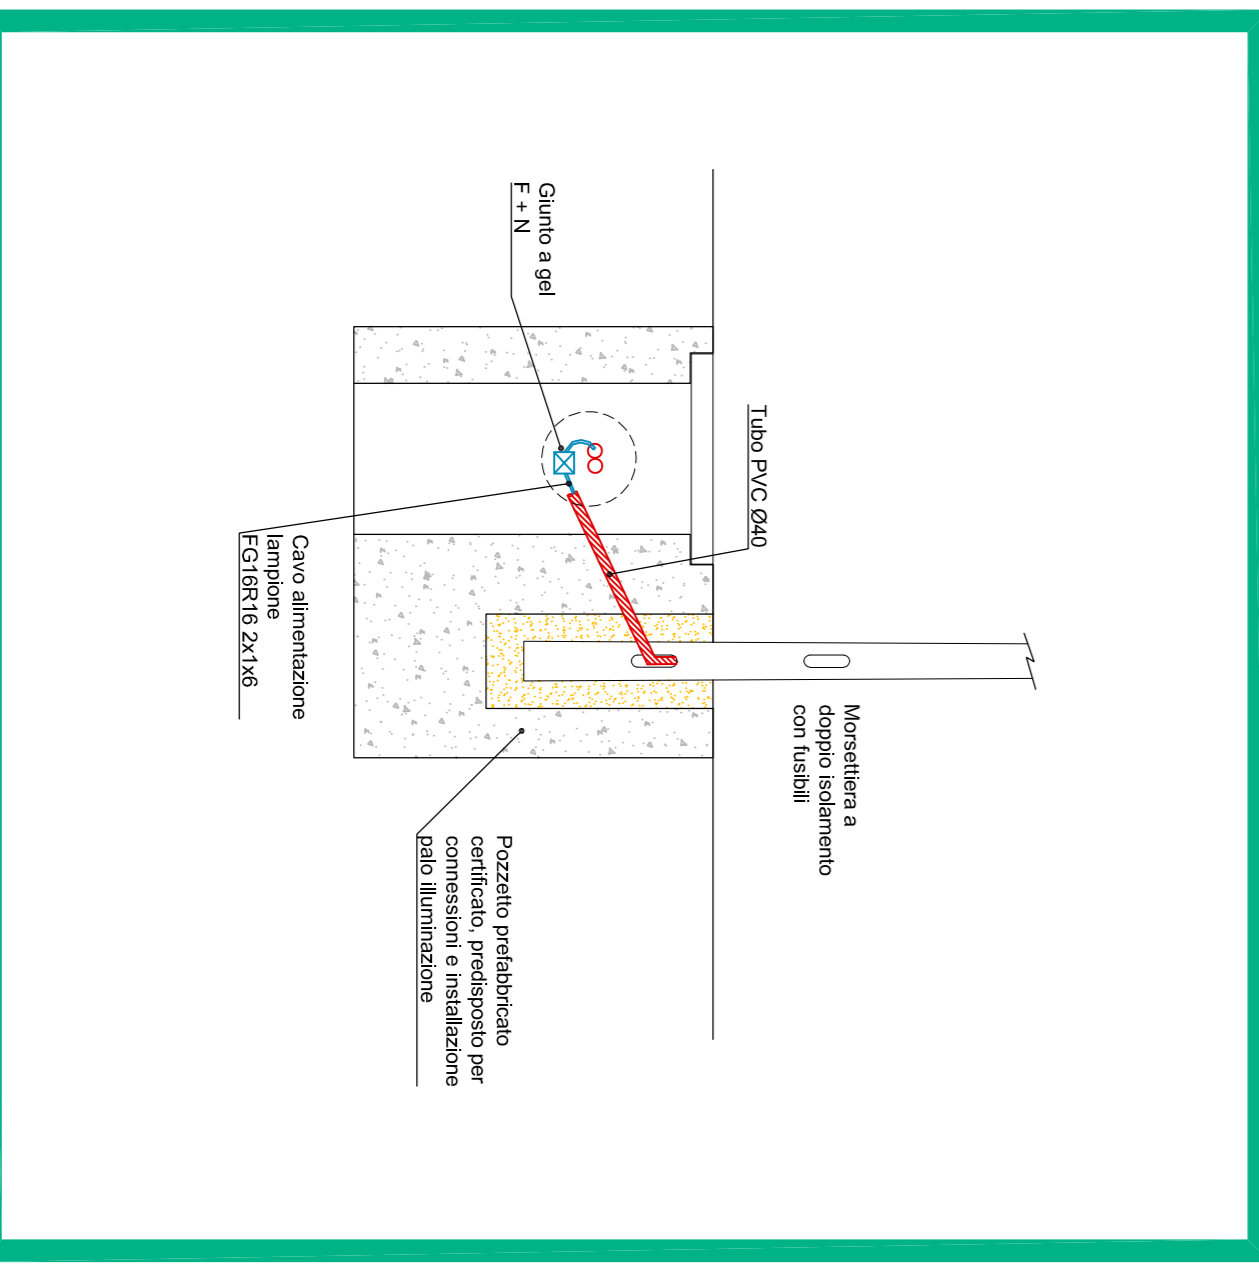 Morsettiera a
doppio isolamento
con fusibili
Tubo PVC Ø40
Giunto a gel
F + N
Pozzetto prefabbricato
certificato, predisposto per
connessioni e installazione
palo illuminazione
Cavo alimentazione
lampione
FG16R16 2x1x6